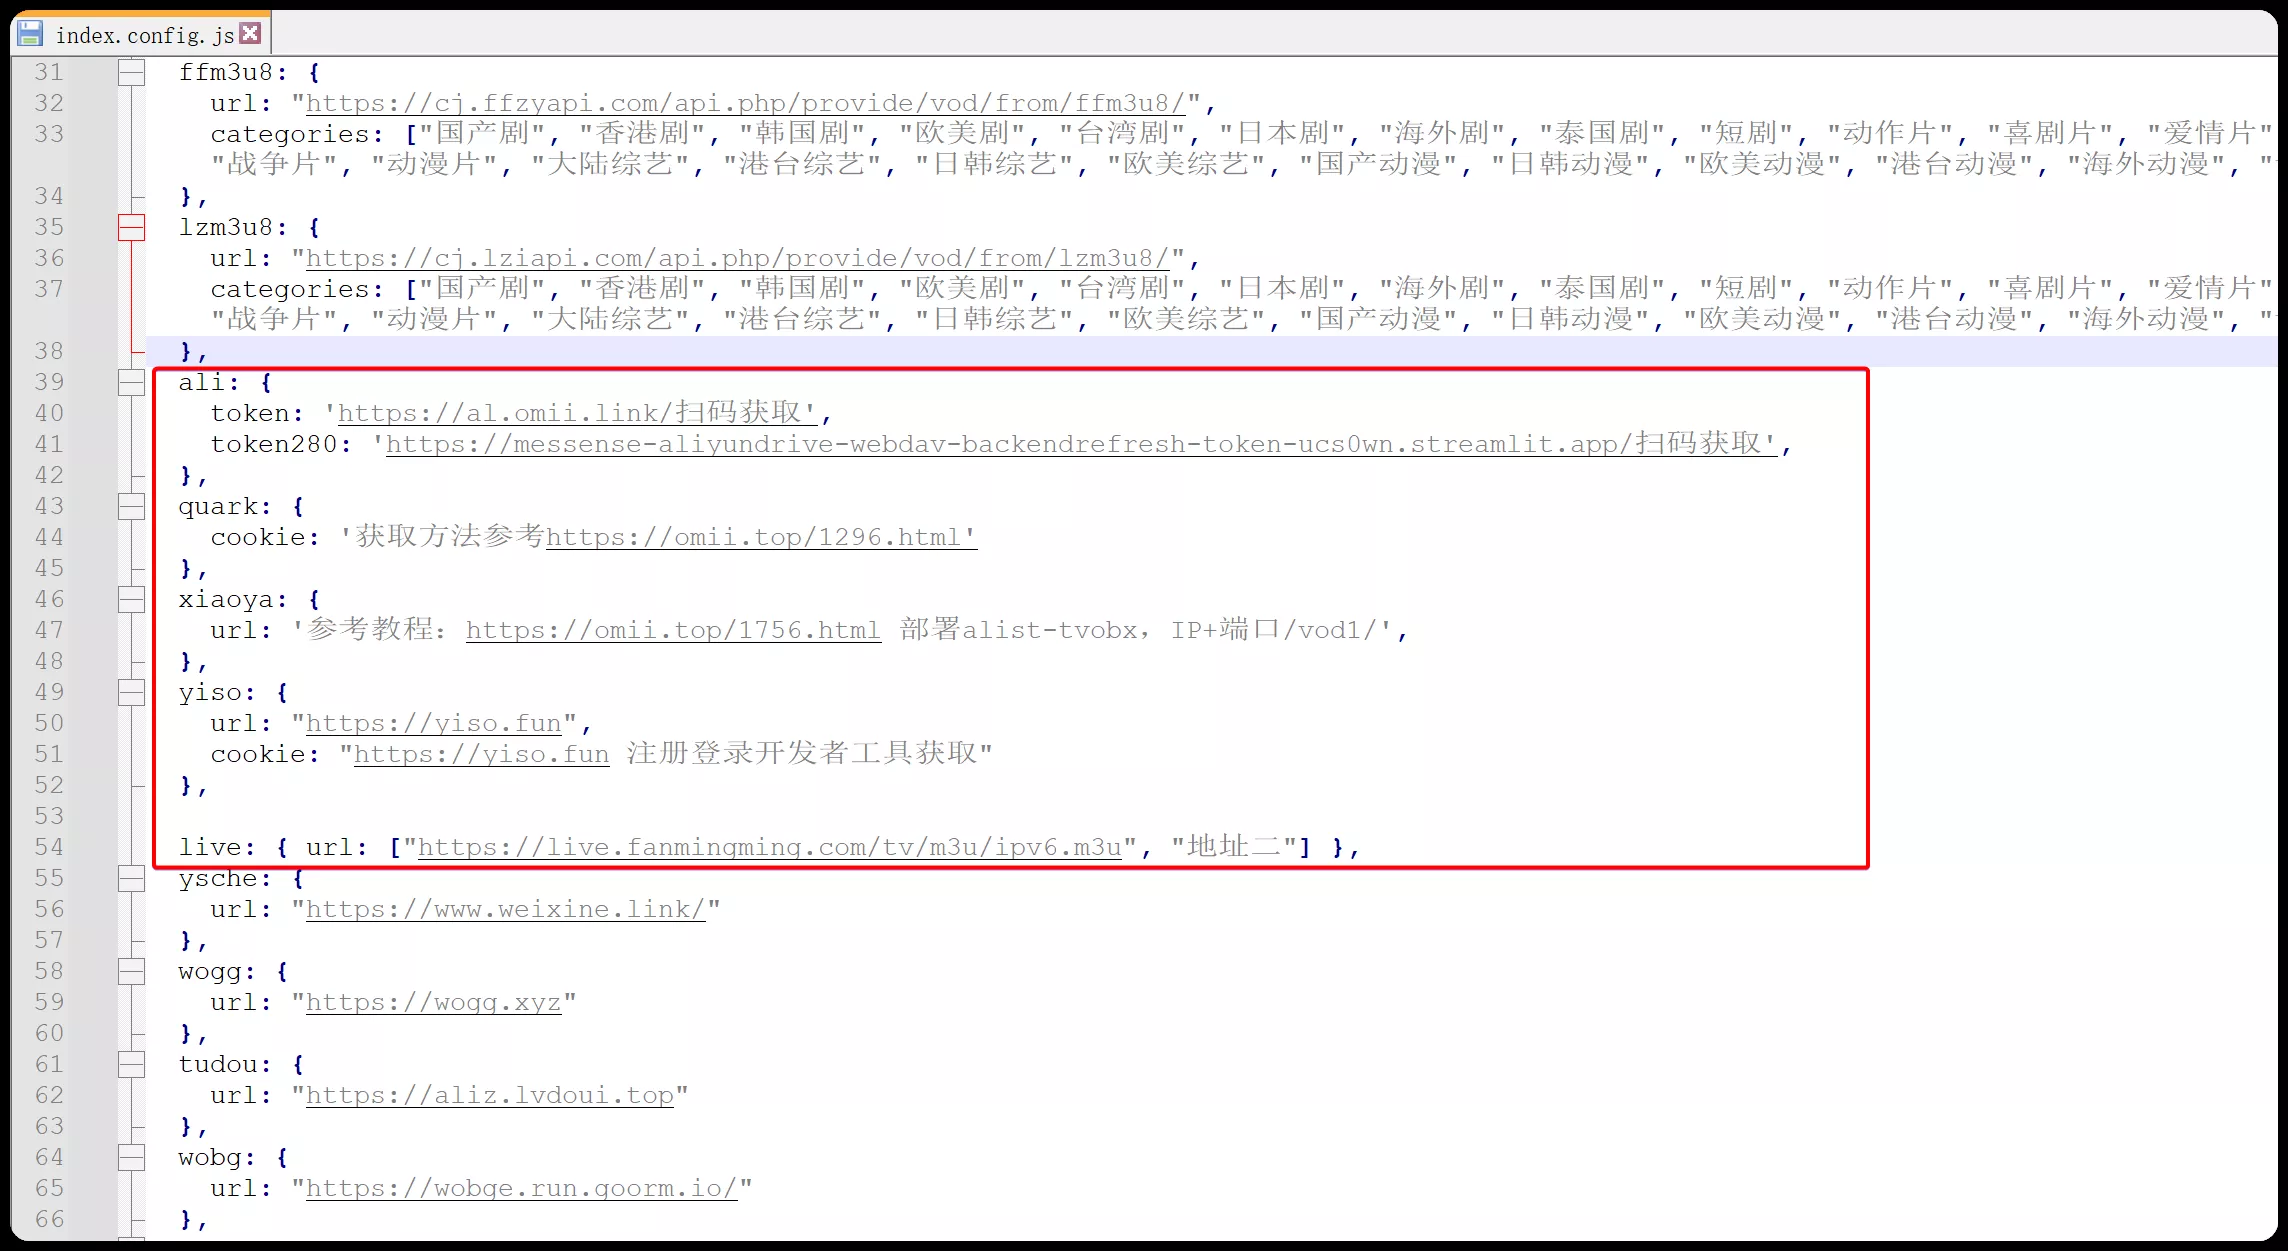 index.config.js
31 ffm3u8: {
32 url: "https://cj.ffzyapi.com/api.php/provide/vod/from/ffm3u8/",
33 categories: ["国产剧", "香港剧", "韩国剧", "欧美剧", "台湾剧", "日本剧", "海外剧", "泰国剧", "短剧", "动作片", "喜剧片", "爱情片"
"战争片", "动漫片", "大陆综艺", "港台综艺", "日韩综艺", "欧美综艺", "国产动漫", "日韩动漫", "欧美动漫", "港台动漫", "海外动漫", "
34 },
35 lzm3u8: {
36 url: "https://cj.lziapi.com/api.php/provide/vod/from/lzm3u8/",
37 categories: ["国产剧", "香港剧", "韩国剧", "欧美剧", "台湾剧", "日本剧", "海外剧", "泰国剧", "短剧", "动作片", "喜剧片", "爱情片"
"战争片", "动漫片", "大陆综艺", "港台综艺", "日韩综艺", "欧美综艺", "国产动漫", "日韩动漫", "欧美动漫", "港台动漫", "海外动漫", "
38 },
39 ali: {
40 token: 'https://al.omii.link/扫码获取',
41 token280: 'https://messense-aliyundrive-webdav-backendrefresh-token-ucs0wn.streamlit.app/扫码获取',
42 },
43 quark: {
44 cookie: '获取方法参考https://omii.top/1296.html'
45 },
46 xiaoya: {
47 url: '参考教程：https://omii.top/1756.html 部署alist-tvobx，IP+端口/vod1/',
48 },
49 yiso: {
50 url: "https://yiso.fun",
51 cookie: "https://yiso.fun 注册登录开发者工具获取"
52 },
53
54 live: { url: ["https://live.fanmingming.com/tv/m3u/ipv6.m3u", "地址二"] },
55 ysche: {
56 url: "https://www.weixine.link/"
57 },
58 wogg: {
59 url: "https://wogg.xyz"
60 },
61 tudou: {
62 url: "https://aliz.lvdoui.top"
63 },
64 wobg: {
65 url: "https://wobge.run.goorm.io/"
66 },